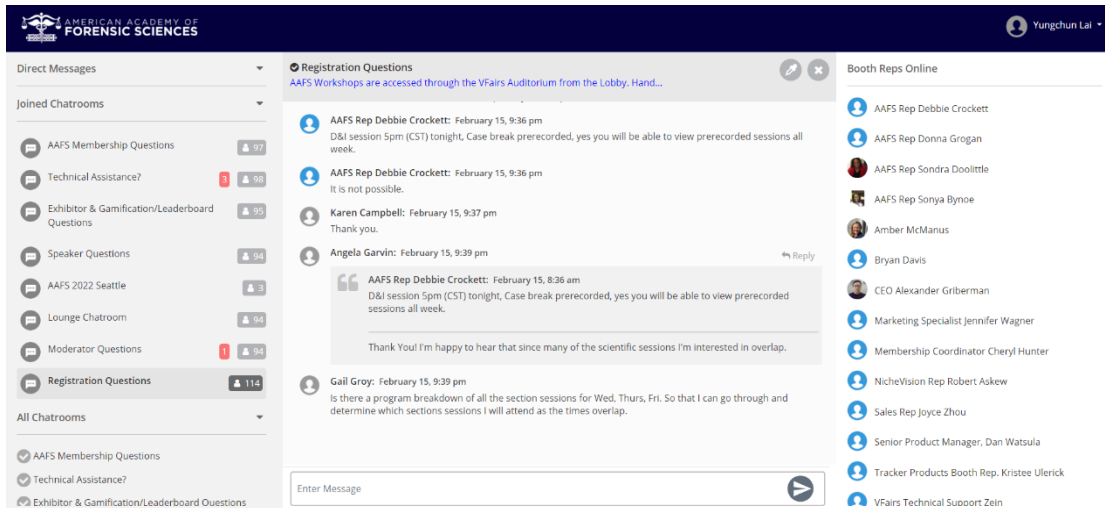 AMERICAN ACADEMY OF
FORENSIC SCIENCES
Yungchun Lai
Direct Messages
Joined Chatrooms
AAFS Membership Questions
97
Technical Assistance?
3
98
Exhibitor & Gamification/Leaderboard
Questions
95
Speaker Questions
94
AAFS 2022 Seattle
3
Lounge Chatroom
94
Moderator Questions
1
94
Registration Questions
114
All Chatrooms
AAFS Membership Questions
Technical Assistance?
Exhibitor & Gamification/Leaderboard Questions
Registration Questions
AAFS Workshops are accessed through the VFairs Auditorium from the Lobby. Hand...
AAFS Rep Debbie Crockett: February 15, 9:36 pm
D&I session 5pm (CST) tonight, Case break prerecorded, yes you will be able to view prerecorded sessions all
week.
AAFS Rep Debbie Crockett: February 15, 9:36 pm
It is not possible.
Karen Campbell: February 15, 9:37 pm
Thank you.
Angela Garvin: February 15, 9:39 pm
Reply
AAFS Rep Debbie Crockett: February 15, 8:36 am
D&I session 5pm (CST) tonight, Case break prerecorded, yes you will be able to view prerecorded
sessions all week.
Thank You! I'm happy to hear that since many of the scientific sessions I'm interested in overlap.
Gail Groy: February 15, 9:39 pm
Is there a program breakdown of all the section sessions for Wed, Thurs, Fri. So that I can go through and
determine which sections sessions I will attend as the times overlap.
Enter Message
Booth Reps Online
AAFS Rep Debbie Crockett
AAFS Rep Donna Grogan
AAFS Rep Sondra Doolittle
AAFS Rep Sonya Bynoe
Amber McManus
Bryan Davis
CEO Alexander Griberman
Marketing Specialist Jennifer Wagner
Membership Coordinator Cheryl Hunter
NicheVision Rep Robert Askew
Sales Rep Joyce Zhou
Senior Product Manager, Dan Watsula
Tracker Products Booth Rep. Kristee Ulerick
VFairs Technical Support Zein